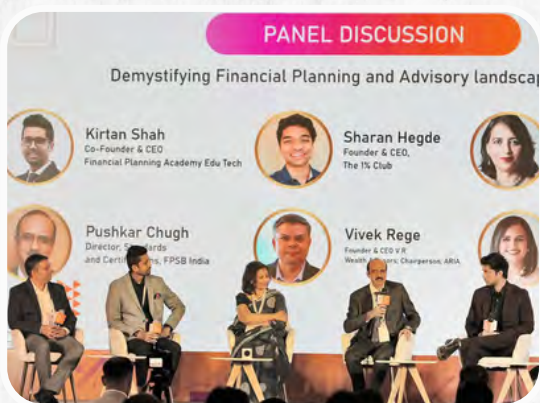 PANEL DISCUSSION
Demystifying Financial Planning and Advisory landscap
Kirtan Shah
Co-Founder & CEO
Financial Planning Academy Edu Tech
Sharan Hegde
Founder & CEO,
The 1% Club
Pushkar Chugh
Director, Standards
and Certifications, FPSB India
Vivek Rege
Founder & CEO V R
Wealth Advisors; Chairperson, ARIA